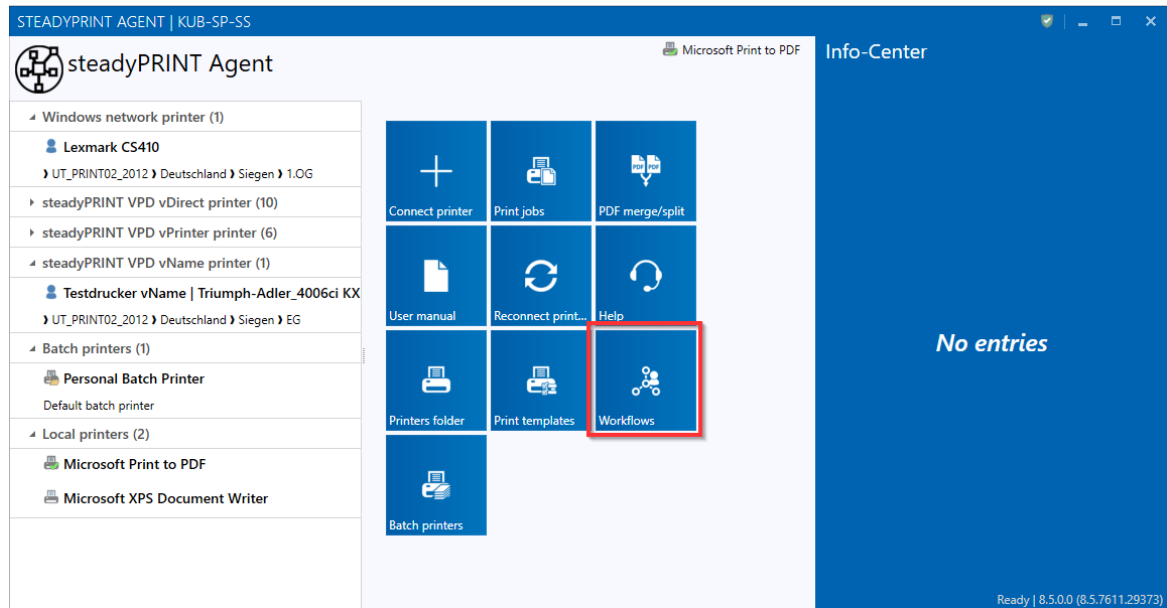 STEADYPRINT AGENT | KUB-SP-SS
steadyPRINT Agent
Microsoft Print to PDF
Windows network printer (1)
Lexmark CS410
❱ UT_PRINT02_2012 ❱ Deutschland ❱ Siegen ❱ 1.OG
steadyPRINT VPD vDirect printer (10)
steadyPRINT VPD vPrinter printer (6)
steadyPRINT VPD vName printer (1)
Testdrucker vName | Triumph-Adler_4006ci KX
❱ UT_PRINT02_2012 ❱ Deutschland ❱ Siegen ❱ EG
Batch printers (1)
Personal Batch Printer
Default batch printer
Local printers (2)
Microsoft Print to PDF
Microsoft XPS Document Writer
Connect printer
Print jobs
PDF PDF
PDF merge/split
User manual
Reconnect print...
Help
Printers folder
Print templates
Workflows
Batch printers
Info-Center
No entries
Ready | 8.5.0.0 (8.5.7611.29373)